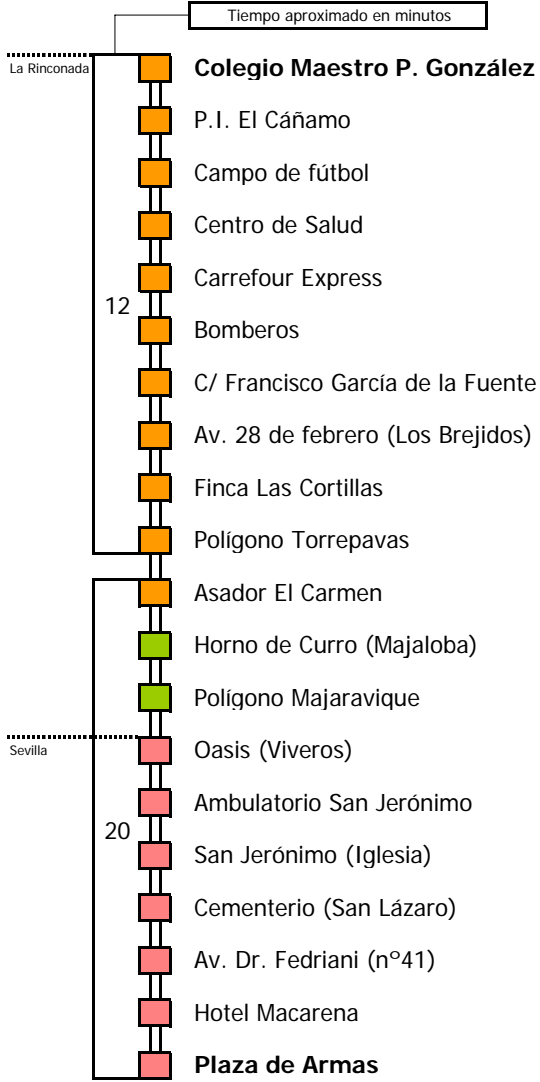 Tiempo aproximado en minutos
La Rinconada
Colegio Maestro P. González
P.I. El Cáñamo
Campo de fútbol
Centro de Salud
Carrefour Express
12
Bomberos
C/ Francisco García de la Fuente
Av. 28 de febrero (Los Brejidos)
Finca Las Cortillas
Polígono Torrepavas
Asador El Carmen
Horno de Curro (Majaloba)
Polígono Majaravique
Sevilla
Oasis (Viveros)
Ambulatorio San Jerónimo
20
San Jerónimo (Iglesia)
Cementerio (San Lázaro)
Av. Dr. Fedriani (nº41)
Hotel Macarena
Plaza de Armas